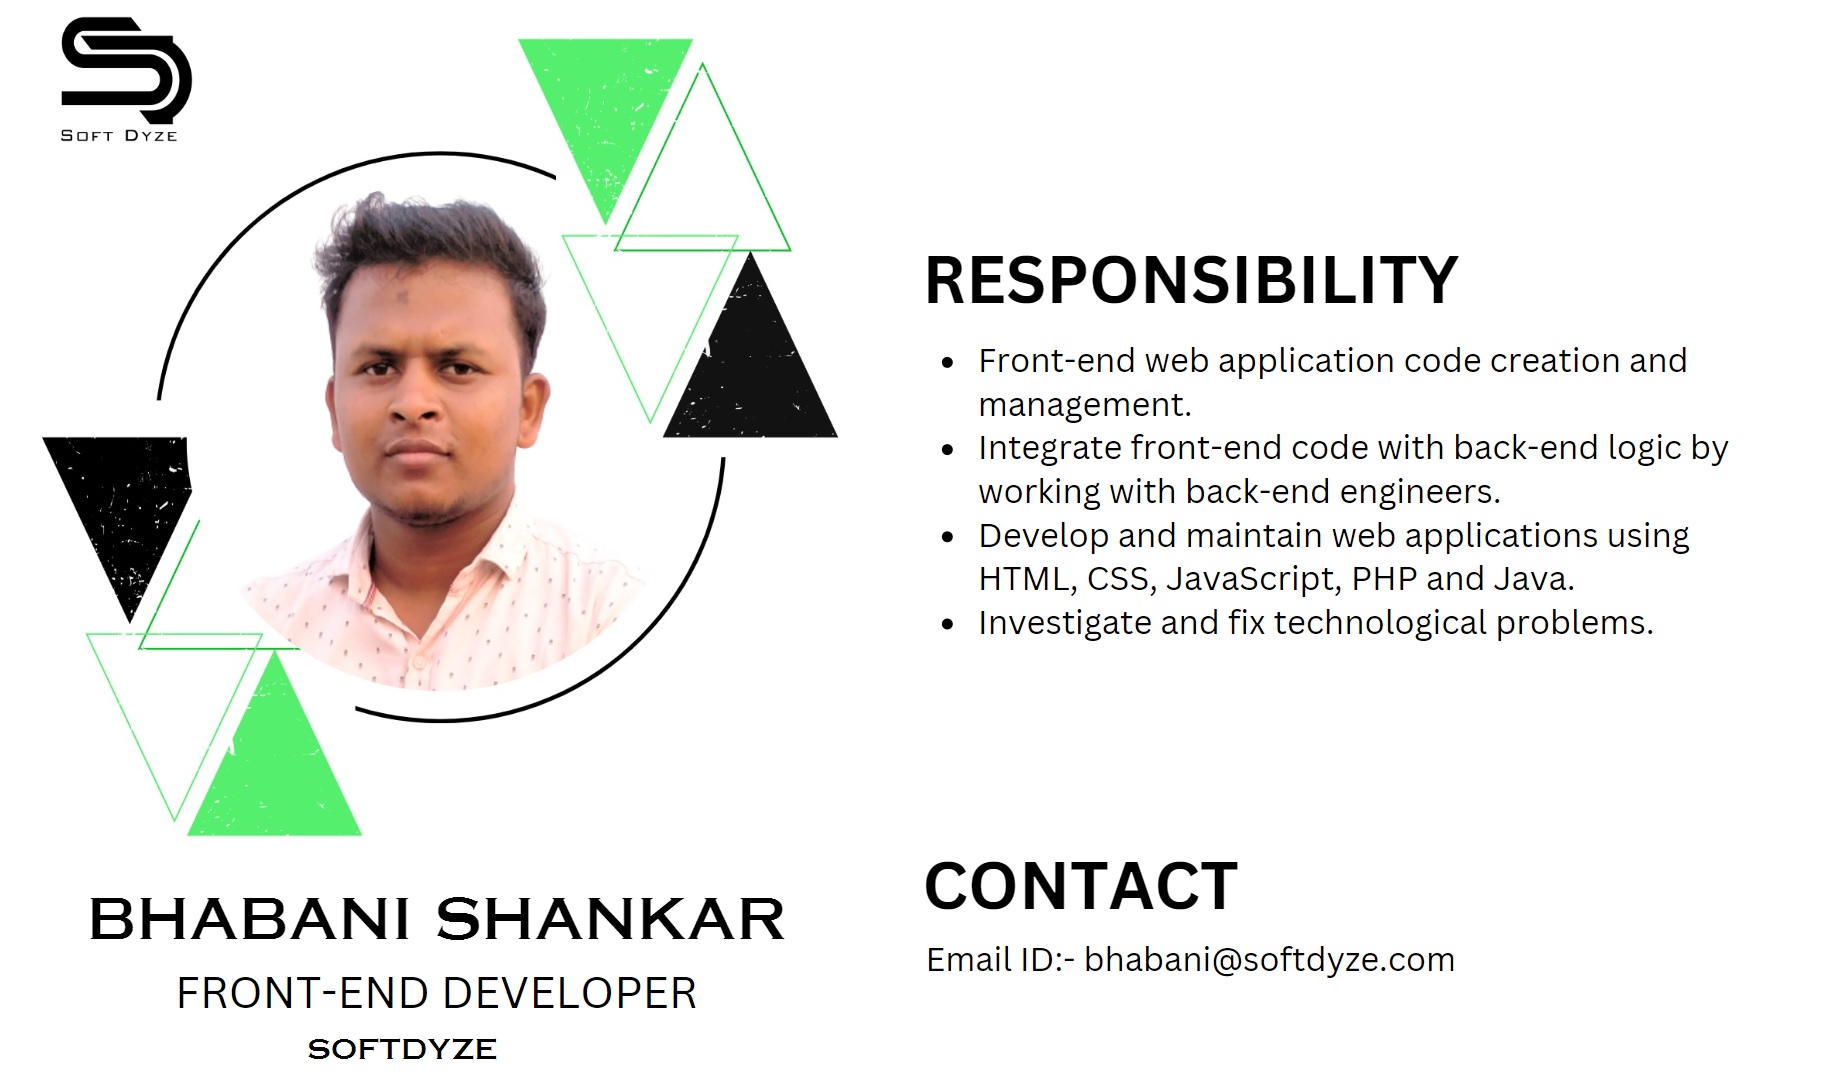 SOFT DYZE
RESPONSIBILITY
• Front-end web application code creation and
management.
• Integrate front-end code with back-end logic by
working with back-end engineers.
• Develop and maintain web applications using
HTML, CSS, JavaScript, PHP and Java.
• Investigate and fix technological problems.
BHABANI SHANKAR
FRONT-END DEVELOPER
SOFTDYZE
CONTACT
Email ID:- bhabani@softdyze.com